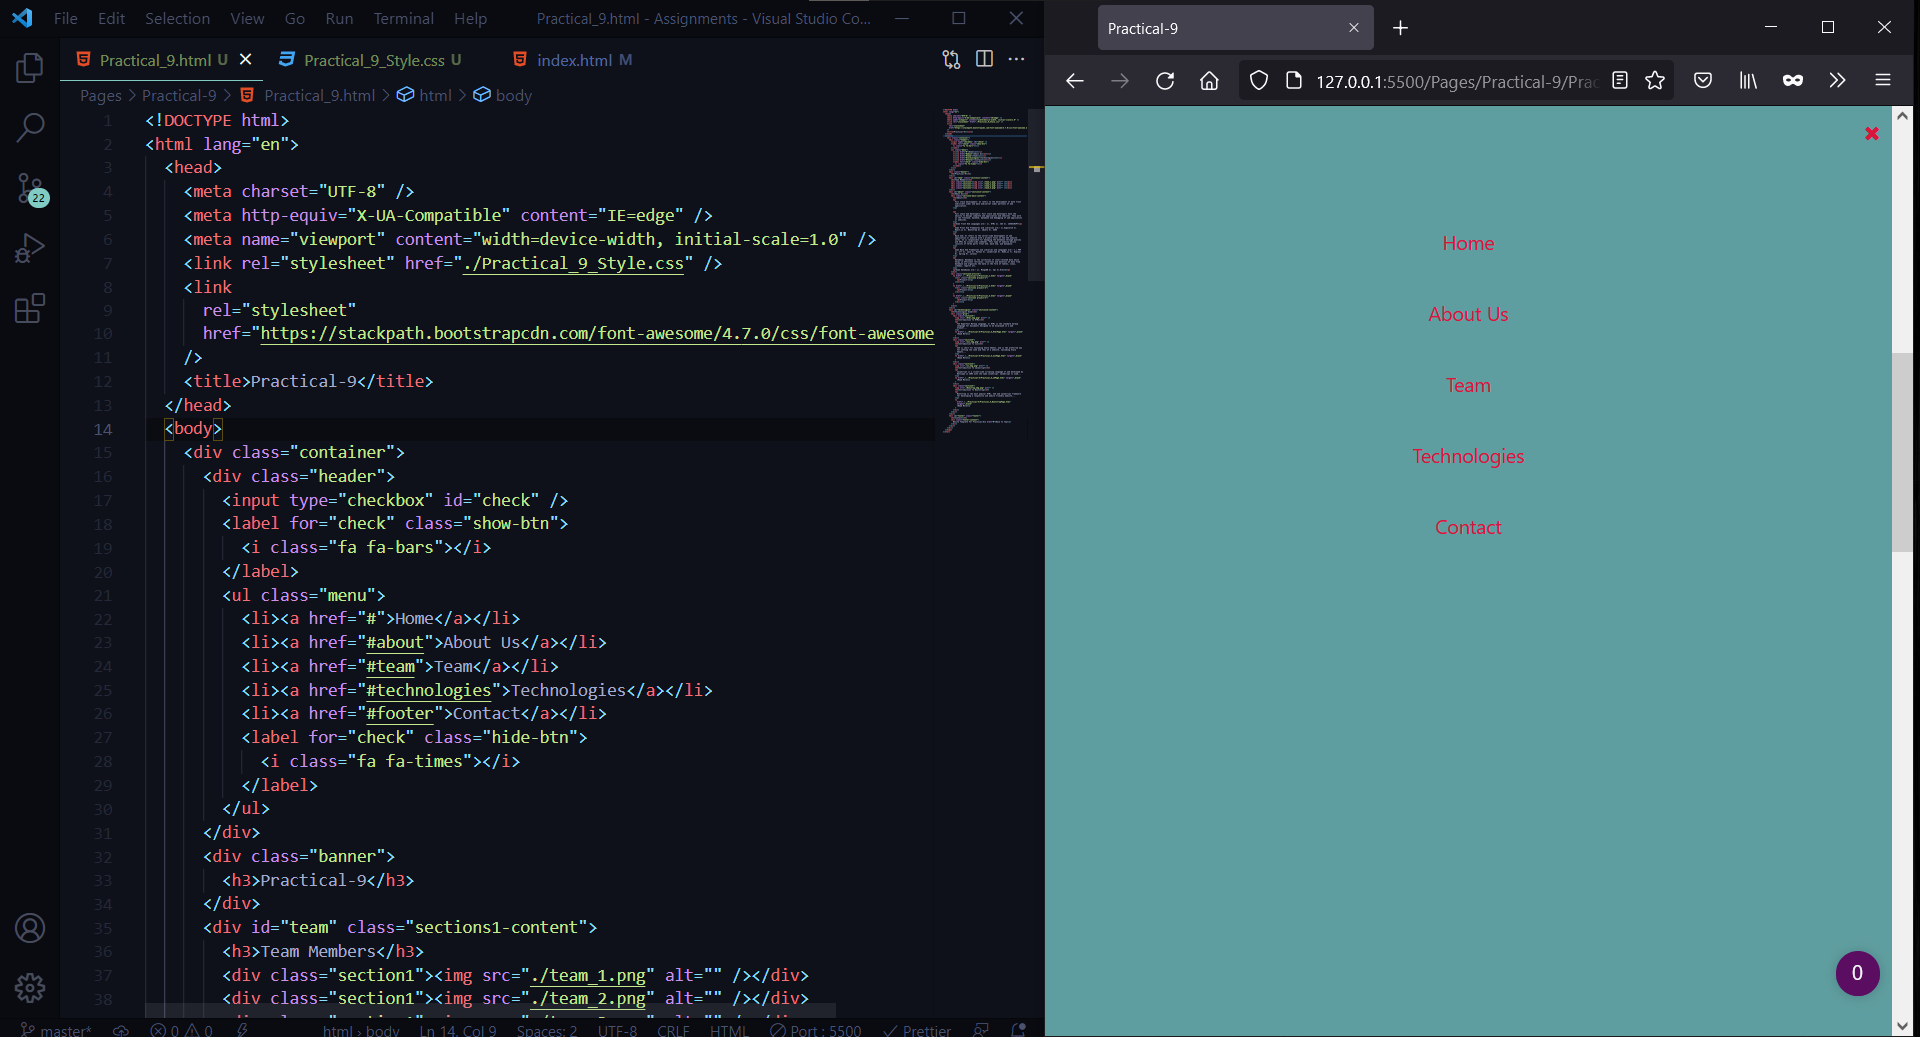 File Edit Selection View Go Run Terminal Help Practical_9.html - Assignments - Visual Studio Co...
Practical_9.html U Practical_9_Style.css U index.html M
Pages > Practical-9 > Practical_9.html > html > body
1 <!DOCTYPE html>
2 <html lang="en">
3 <head>
4 <meta charset="UTF-8" />
5 <meta http-equiv="X-UA-Compatible" content="IE=edge" />
6 <meta name="viewport" content="width=device-width, initial-scale=1.0" />
7 <link rel="stylesheet" href="./Practical_9_Style.css" />
8 <link
9 rel="stylesheet"
10 href="https://stackpath.bootstrapcdn.com/font-awesome/4.7.0/css/font-awesome
11 />
12 <title>Practical-9</title>
13 </head>
14 <body>
15 <div class="container">
16 <div class="header">
17 <input type="checkbox" id="check" />
18 <label for="check" class="show-btn">
19 <i class="fa fa-bars"></i>
20 </label>
21 <ul class="menu">
22 <li><a href="#">Home</a></li>
23 <li><a href="#about">About Us</a></li>
24 <li><a href="#team">Team</a></li>
25 <li><a href="#technologies">Technologies</a></li>
26 <li><a href="#footer">Contact</a></li>
27 <label for="check" class="hide-btn">
28 <i class="fa fa-times"></i>
29 </label>
30 </ul>
31 </div>
32 <div class="banner">
33 <h3>Practical-9</h3>
34 </div>
35 <div id="team" class="sections1-content">
36 <h3>Team Members</h3>
37 <div class="section1"><img src="./team_1.png" alt="" /></div>
38 <div class="section1"><img src="./team_2.png" alt="" /></div>
22
master* 0 0 html > body Ln 14, Col 9 Spaces: 2 UTF-8 CRLF HTML Port : 5500 Prettier
Practical-9
127.0.0.1:5500/Pages/Practical-9/Prac
Home
About Us
Team
Technologies
Contact
0